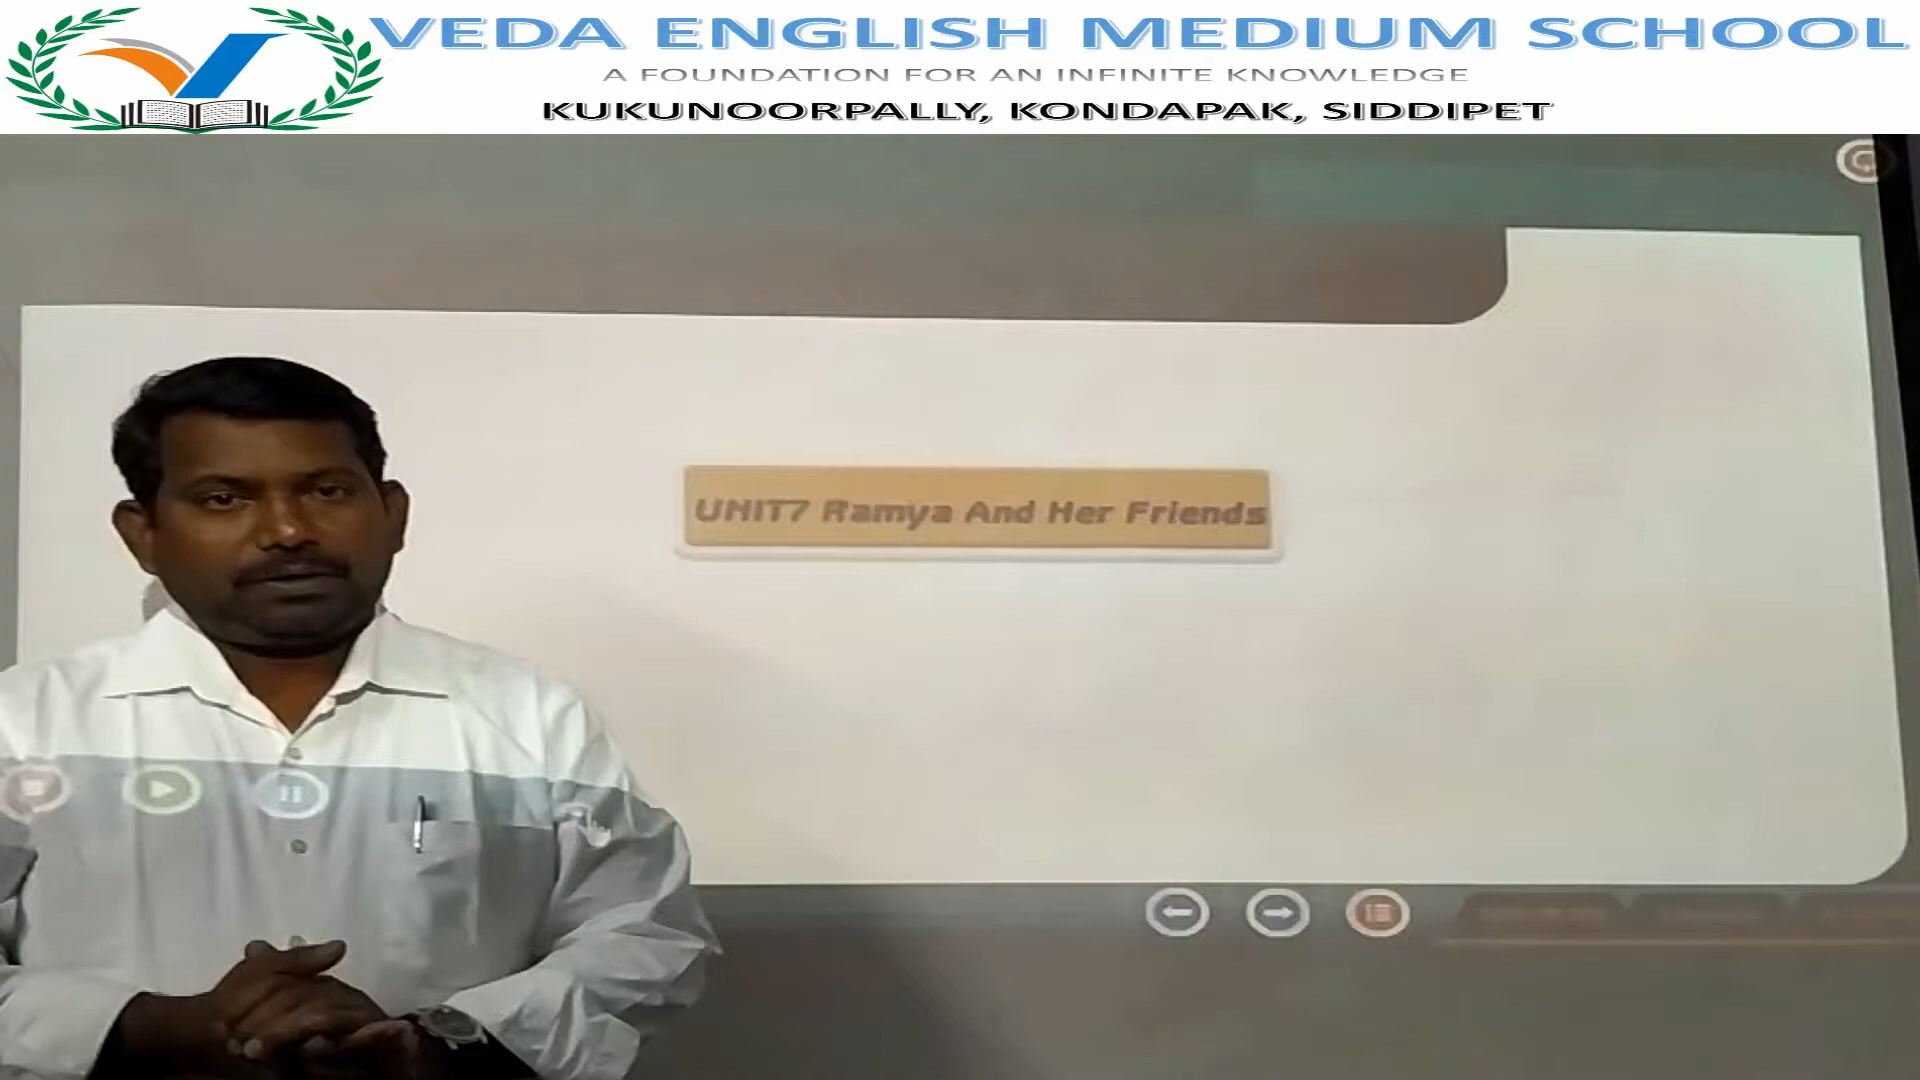 VEDA ENGLISH MEDIUM SCHOOL
A FOUNDATION FOR AN INFINITE KNOWLEDGE
KUKUNOORPALLY, KONDAPAK, SIDDIPET
UNIT7 Ramya And Her Friends